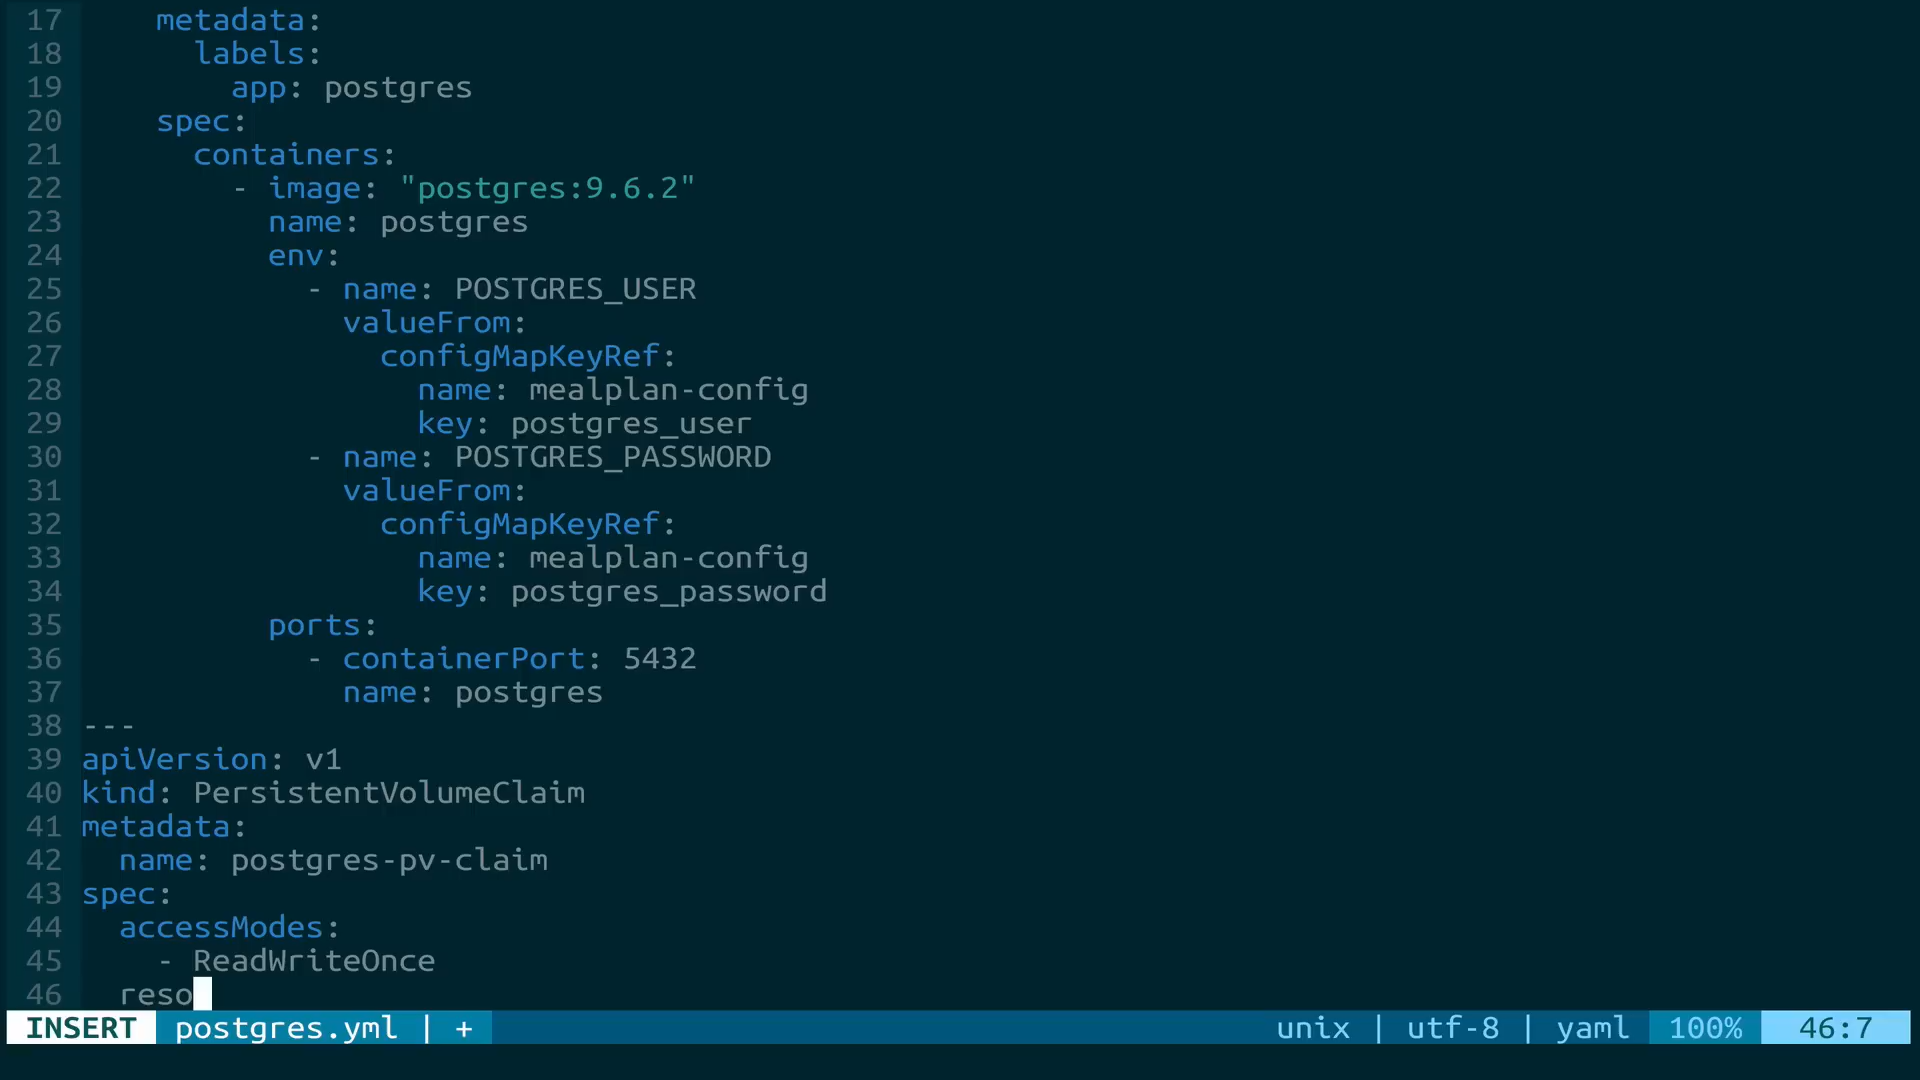 17 metadata:
18 labels:
19 app: postgres
20 spec:
21 containers:
22 - image: "postgres:9.6.2"
23 name: postgres
24 env:
25 - name: POSTGRES_USER
26 valueFrom:
27 configMapKeyRef:
28 name: mealplan-config
29 key: postgres_user
30 - name: POSTGRES_PASSWORD
31 valueFrom:
32 configMapKeyRef:
33 name: mealplan-config
34 key: postgres_password
35 ports:
36 - containerPort: 5432
37 name: postgres
38 ---
39 apiVersion: v1
40 kind: PersistentVolumeClaim
41 metadata:
42 name: postgres-pv-claim
43 spec:
44 accessModes:
45 - ReadWriteOnce
46 reso
INSERT postgres.yml | + unix | utf-8 | yaml 100% 46:7